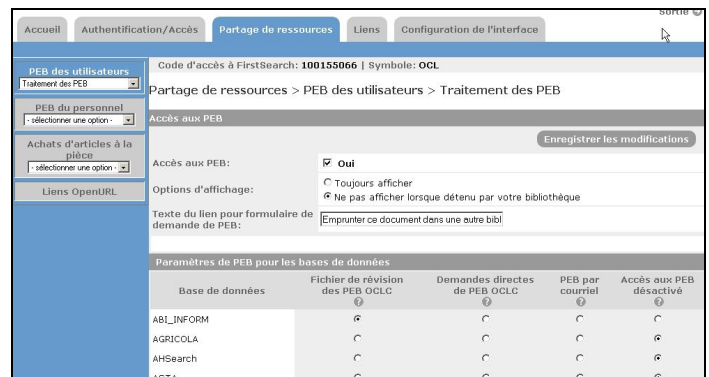 Sortie
Accueil Authentification/Accès Partage de ressources Liens Configuration de l'interface
PEB des utilisateurs
Traitement des PEB
PEB du personnel
- sélectionner une option -
Achats d'articles à la
pièce
- sélectionner une option -
Liens OpenURL
Code d'accès à FirstSearch: 100155066 | Symbole: OCL
Partage de ressources > PEB des utilisateurs > Traitement des PEB
Accès aux PEB
Enregistrer les modifications
Accès aux PEB: Oui
Options d'affichage: Toujours afficher
Ne pas afficher lorsque détenu par votre bibliothèque
Texte du lien pour formulaire de
demande de PEB: Emprunter ce document dans une autre bibl
Paramètres de PEB pour les bases de données
Base de données Fichier de révision des PEB OCLC Demandes directes de PEB OCLC PEB par courriel Accès aux PEB désactivé
ABI_INFORM
AGRICOLA
AHSearch